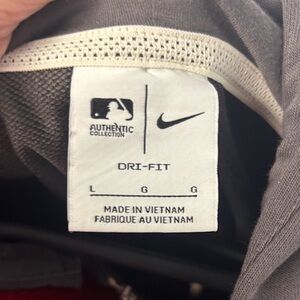 AUTHENTIC
COLLECTION
DRI-FIT
L G G
MADE IN VIETNAM
FABRIQUE AU VIETNAM